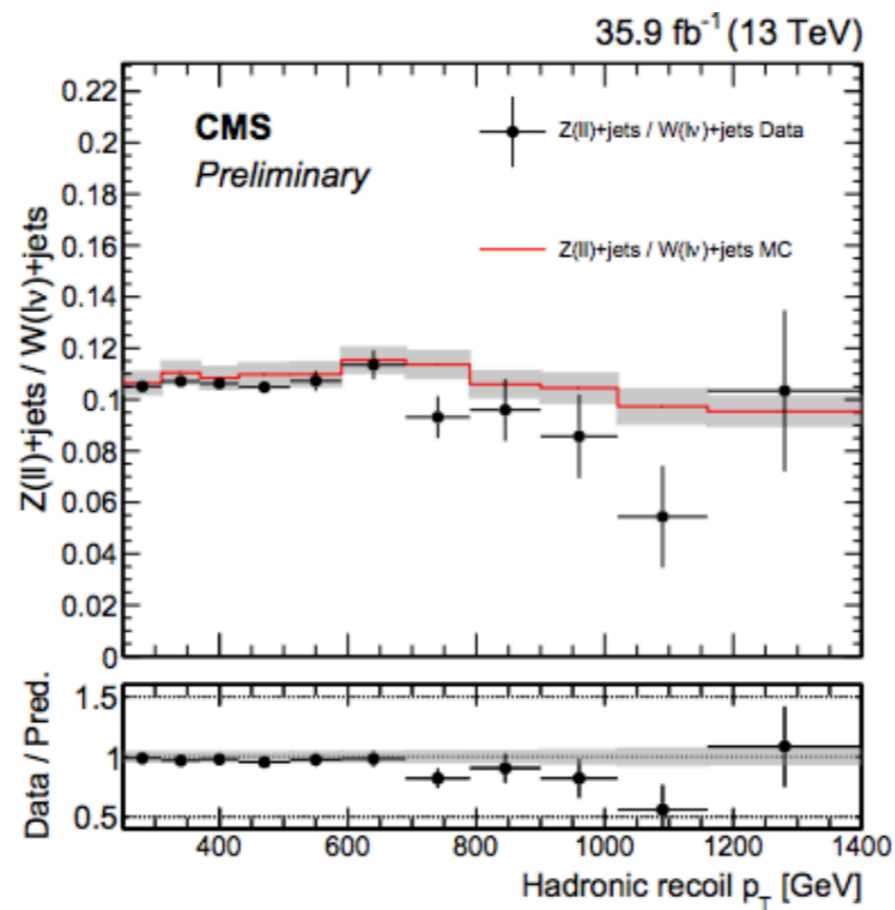 35.9 fb⁻¹ (13 TeV)
CMS
Preliminary
Z(ll)+jets / W(lν)+jets Data
Z(ll)+jets / W(lν)+jets MC
Z(ll)+jets / W(lν)+jets
0.22
0.2
0.18
0.16
0.14
0.12
0.1
0.08
0.06
0.04
0.02
0
Data / Pred.
1.5
1
0.5
400 600 800 1000 1200 1400
Hadronic recoil p_T [GeV]